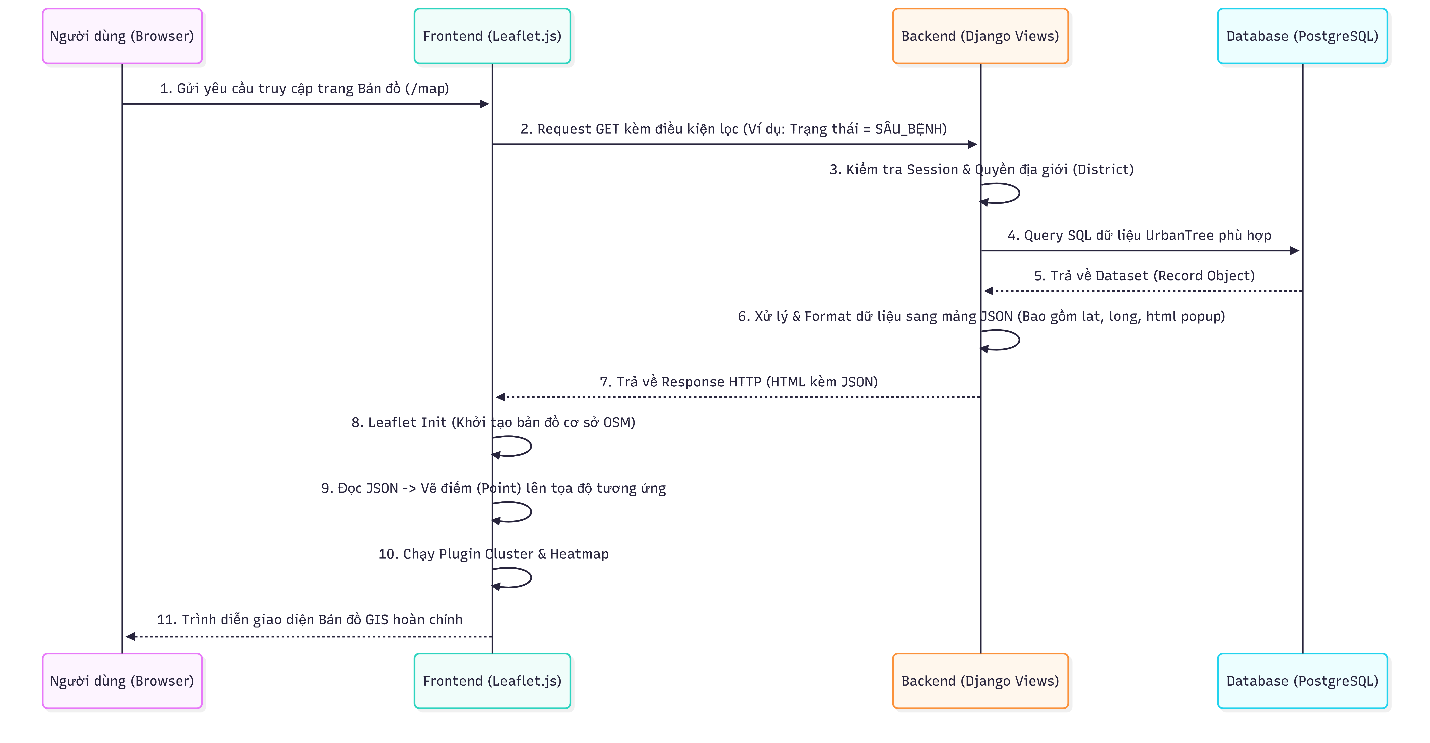 Người dùng (Browser)
Frontend (Leaflet.js)
Backend (Django Views)
Database (PostgreSQL)
1. Gửi yêu cầu truy cập trang Bản đồ (/map)
2. Request GET kèm điều kiện lọc (Ví dụ: Trạng thái = SÂU_BỆNH)
3. Kiểm tra Session & Quyền địa giới (District)
4. Query SQL dữ liệu UrbanTree phù hợp
5. Trả về Dataset (Record Object)
6. Xử lý & Format dữ liệu sang mảng JSON (Bao gồm lat, long, html popup)
7. Trả về Response HTTP (HTML kèm JSON)
8. Leaflet Init (Khởi tạo bản đồ cơ sở OSM)
9. Đọc JSON -> Vẽ điểm (Point) lên tọa độ tương ứng
10. Chạy Plugin Cluster & Heatmap
11. Trình diễn giao diện Bản đồ GIS hoàn chỉnh
Người dùng (Browser)
Frontend (Leaflet.js)
Backend (Django Views)
Database (PostgreSQL)